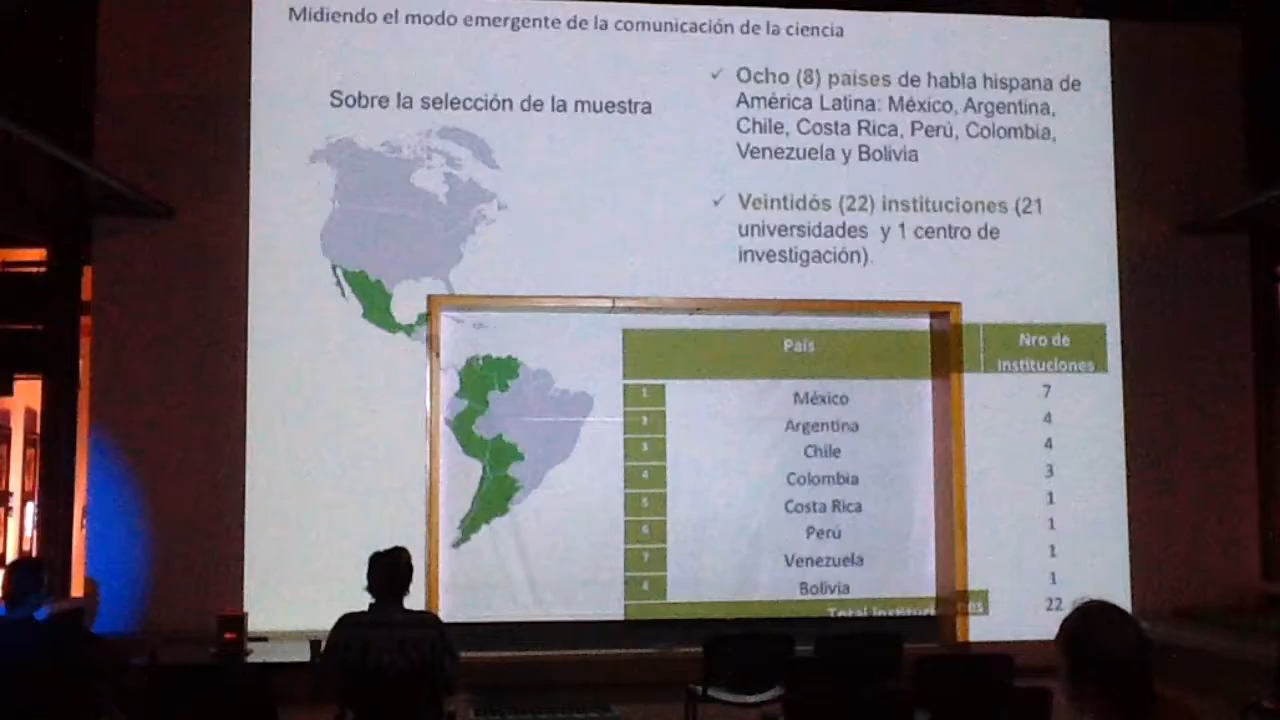 Midiendo el modo emergente de la comunicación de la ciencia
Sobre la selección de la muestra
✓ Ocho (8) países de habla hispana de
América Latina: México, Argentina,
Chile, Costa Rica, Perú, Colombia,
Venezuela y Bolivia
✓ Veintidós (22) instituciones (21
universidades y 1 centro de
investigación).
País Nro de
Instituciones
1 México 7
2 Argentina 4
3 Chile 4
4 Colombia 3
5 Costa Rica 1
6 Perú 1
7 Venezuela 1
Bolivia 1
Total 22